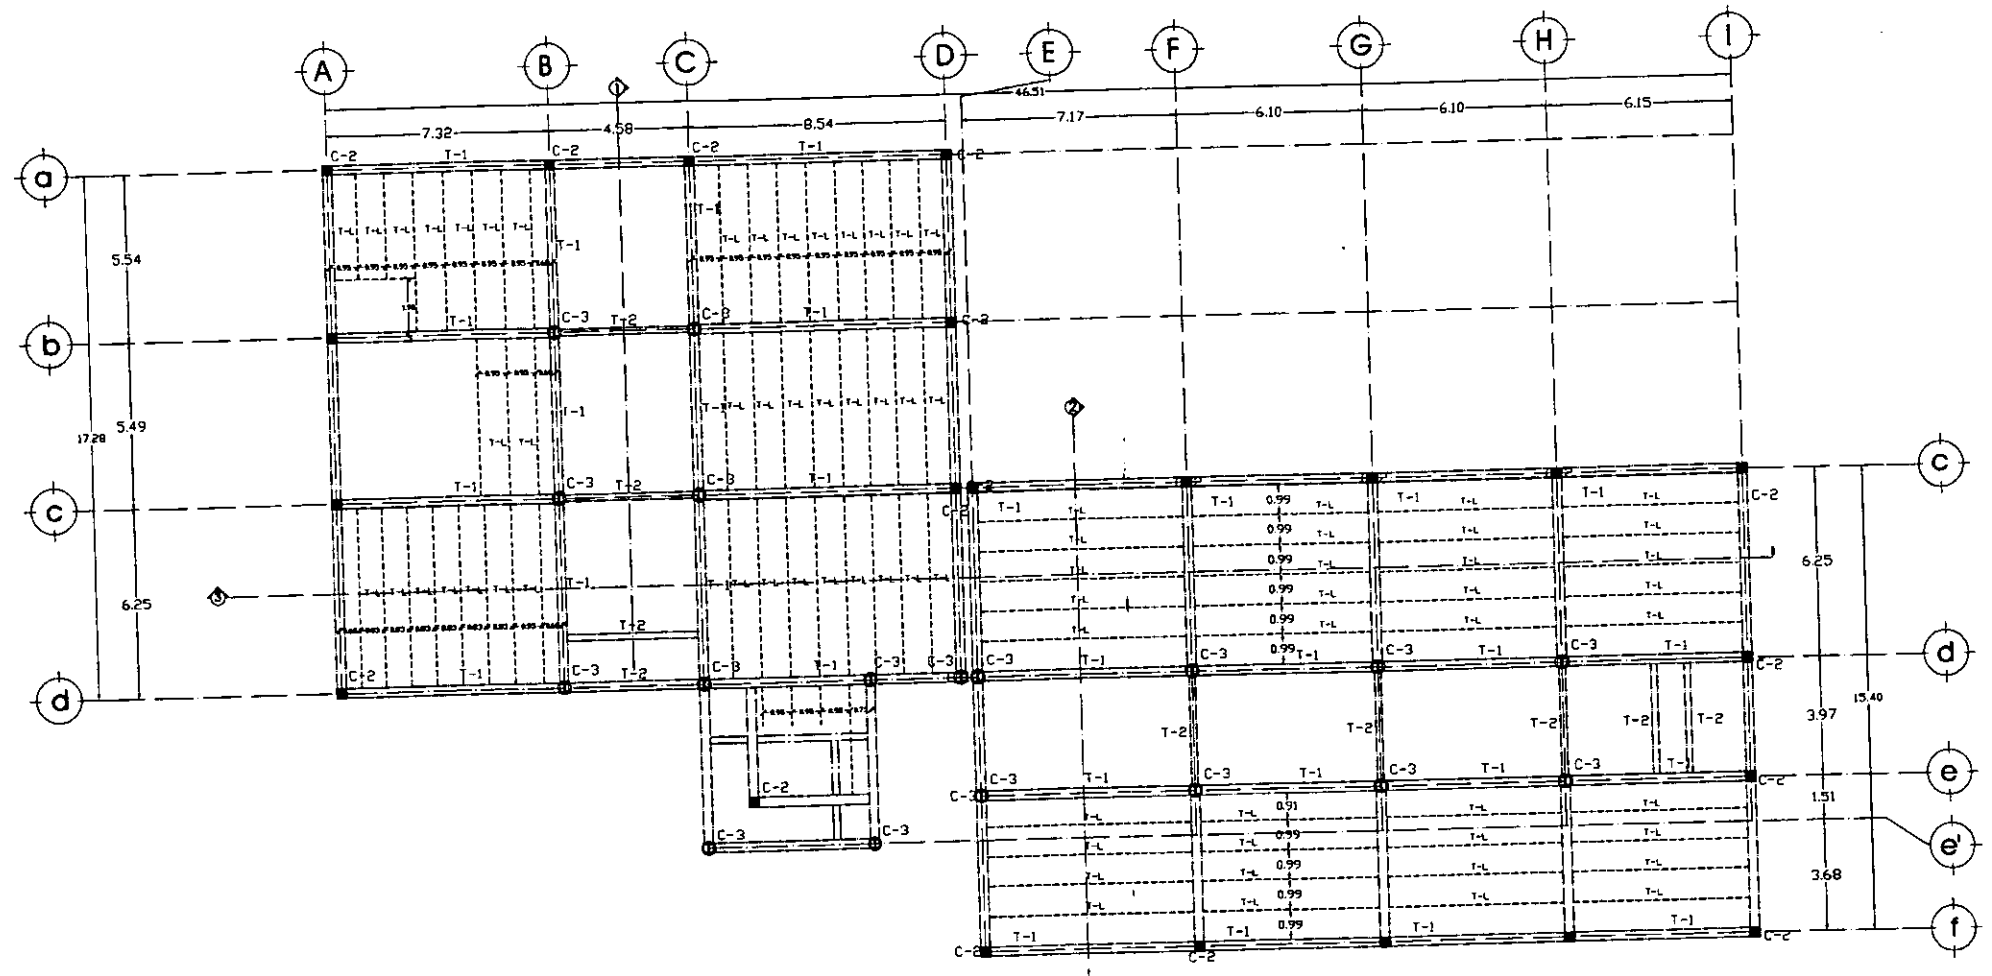 A B C D E F G H I
1
46.51
7.32 4.58 8.54 7.17 6.10 6.10 6.15
C-2 T-1 C-2 C-2 T-1 C-2
a
T-1
T-L T-L T-L T-L T-L T-L T-L
T-L T-L T-L T-L T-L T-L T-L T-L
T-1
5.54
T-1 C-3 T-2 C-3 T-1 C-2
b
2
T-L T-L T-L T-L T-L T-L T-L
T-1
17.28 5.49
T-L T-L
c
T-1 C-3 T-2 C-3 T-1 C-2
C-2 T-1 T-1 0.99 T-L T-1 T-L T-1 T-L C-2
c
T-L 0.99 T-L T-L T-L
T-L 0.99 T-L T-L T-L
6.25
3
6.25
T-1
T-L 0.99 T-L T-L T-L
T-L 0.99 T-L T-L T-L
T-2
0.99
C-2 T-1 C-3 T-2 C-3 T-1 C-3 C-3 C-3 T-1 C-3 T-1 C-3 T-1 C-3 T-1 C-2
d d
15.40
T-2 T-2 T-2 T-2 T-2
3.97
C-2
C-3 C-3 T-1 C-3 T-1 C-3 T-1 C-3 C-2
e
T-L T-L 0.91 T-L T-L
1.51
C-3 C-3
T-L T-L 0.99 T-L T-L
e'
T-L T-L 0.99 T-L T-L
3.68
T-L T-L 0.99 T-L T-L
C-2 T-1 C-2 T-1 0.99 T-1 T-1 C-2
f